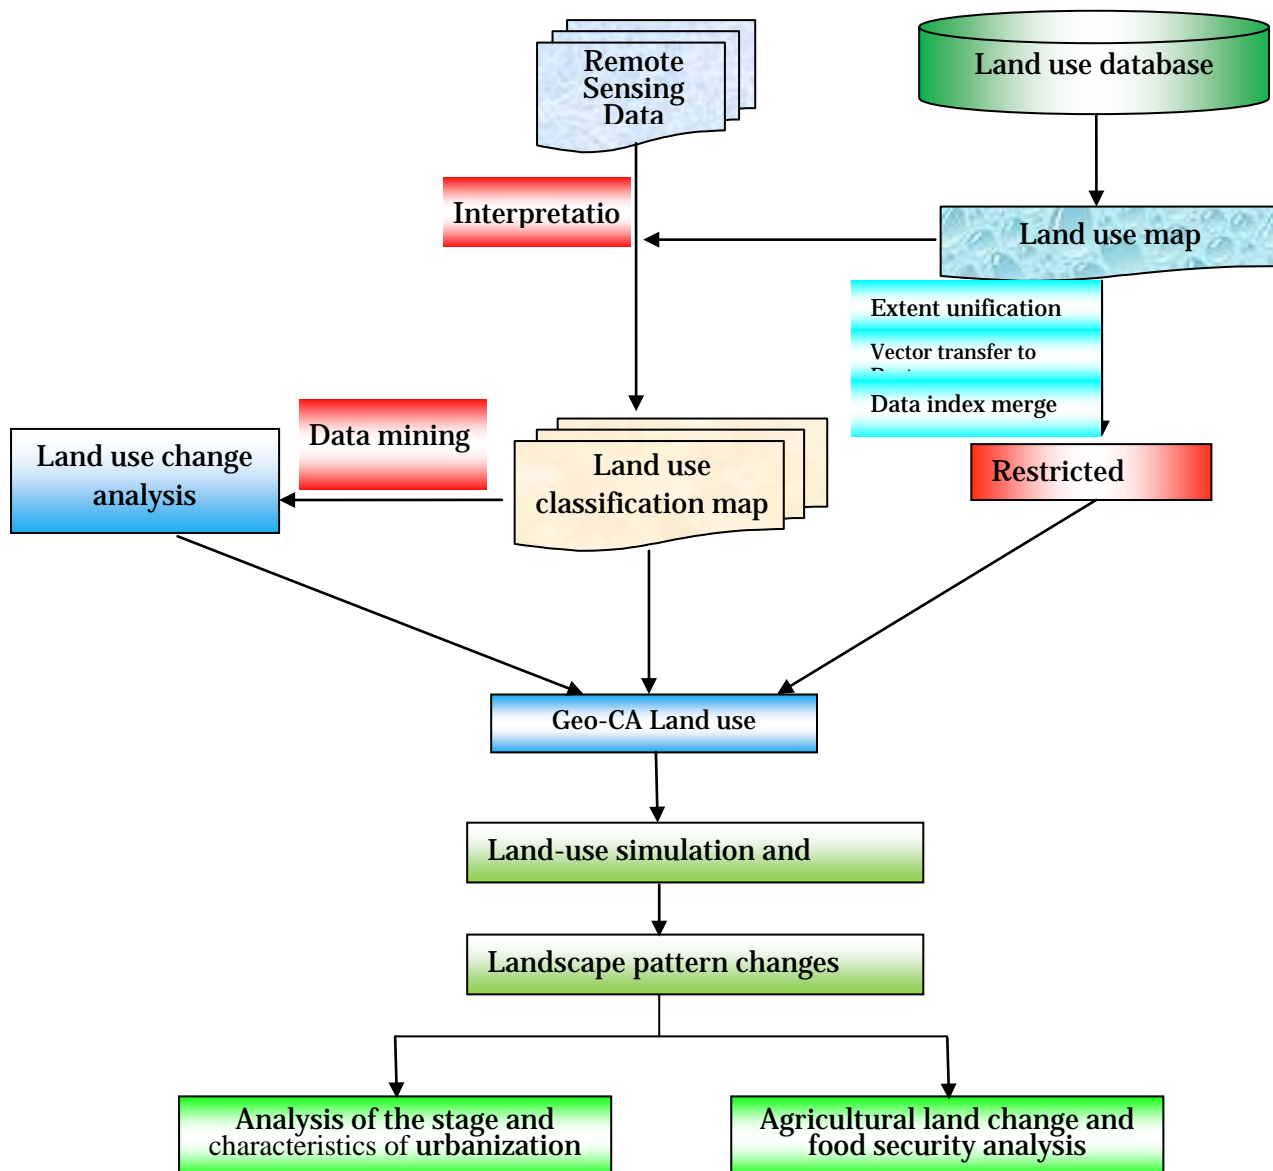 Remote
Sensing
Data
Land use database
Interpretatio
Land use map
Extent unification
Vector transfer to
Data index merge
Data mining
Land use change
analysis
Land use
classification map
Restricted
Geo-CA Land use
Land-use simulation and
Landscape pattern changes
Analysis of the stage and
characteristics of urbanization
Agricultural land change and
food security analysis